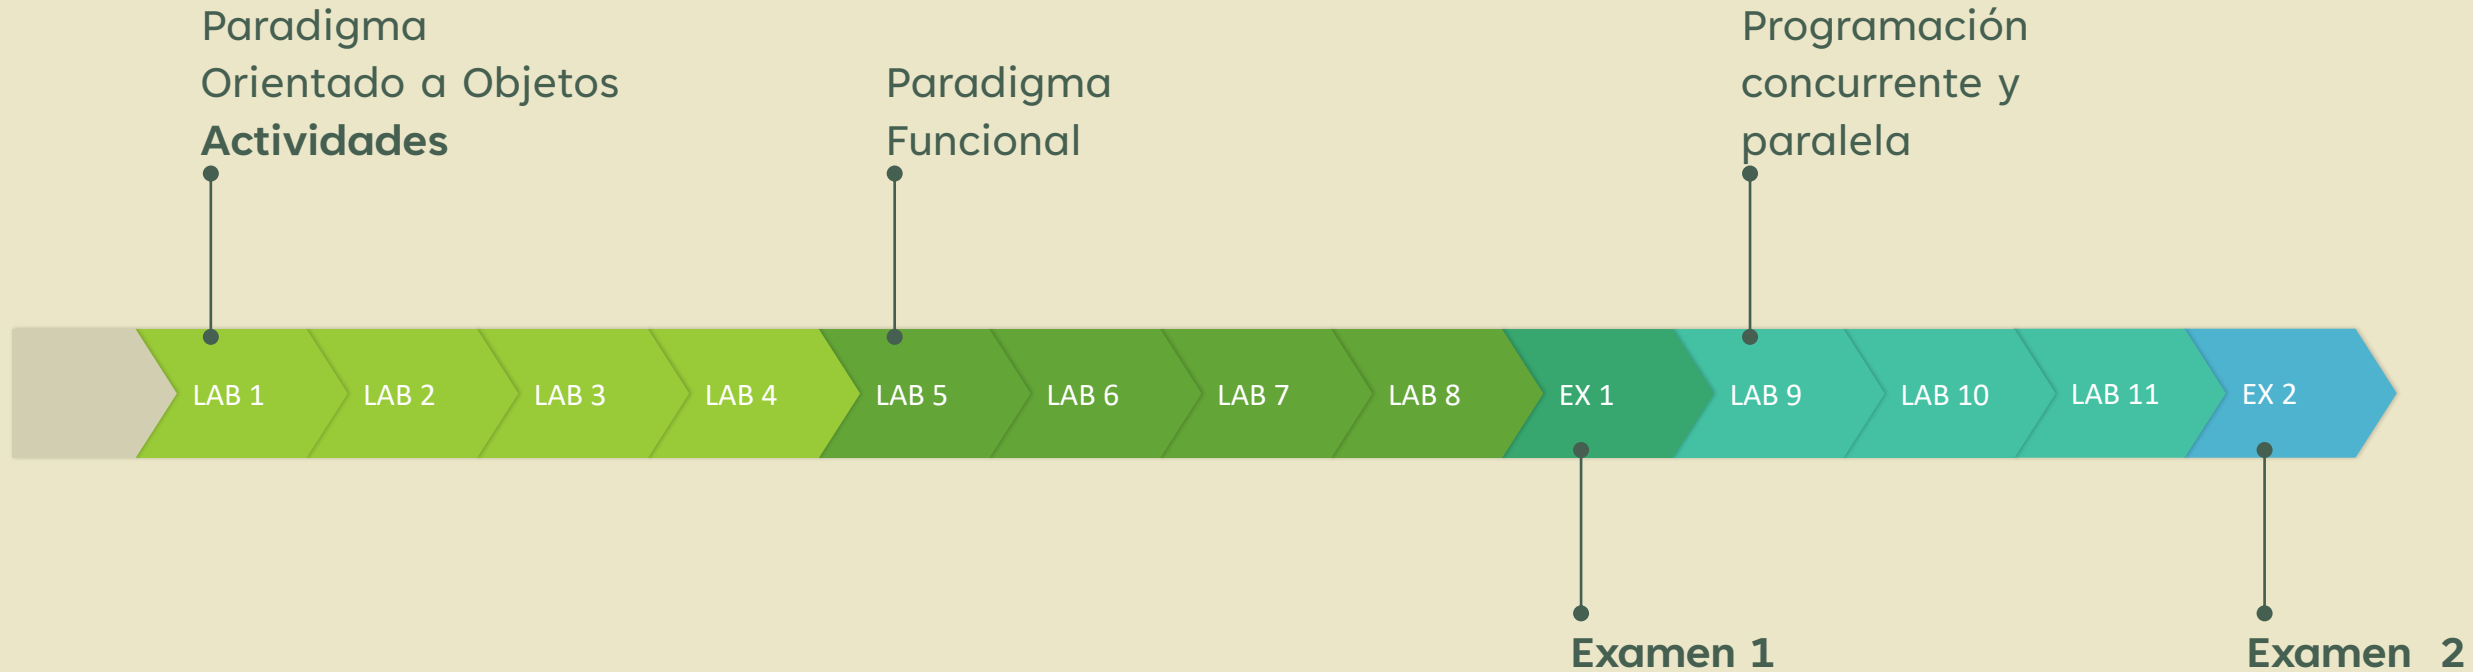 Paradigma
Orientado a Objetos
Actividades
Paradigma
Funcional
Programación
concurrente y
paralela
LAB 1
LAB 2
LAB 3
LAB 4
LAB 5
LAB 6
LAB 7
LAB 8
EX 1
LAB 9
LAB 10
LAB 11
EX 2
Examen 1
Examen 2